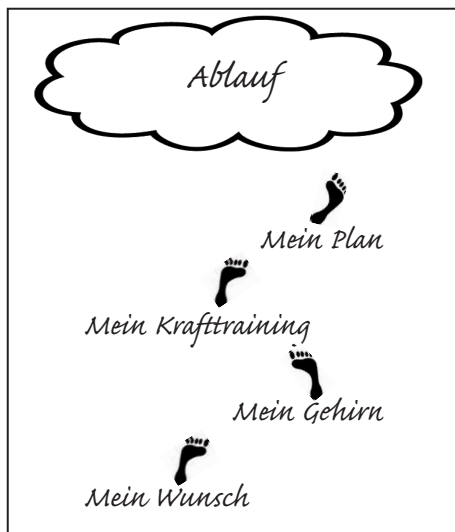 Ablauf
Mein Plan
Mein Krafttraining
Mein Gehirn
Mein Wunsch